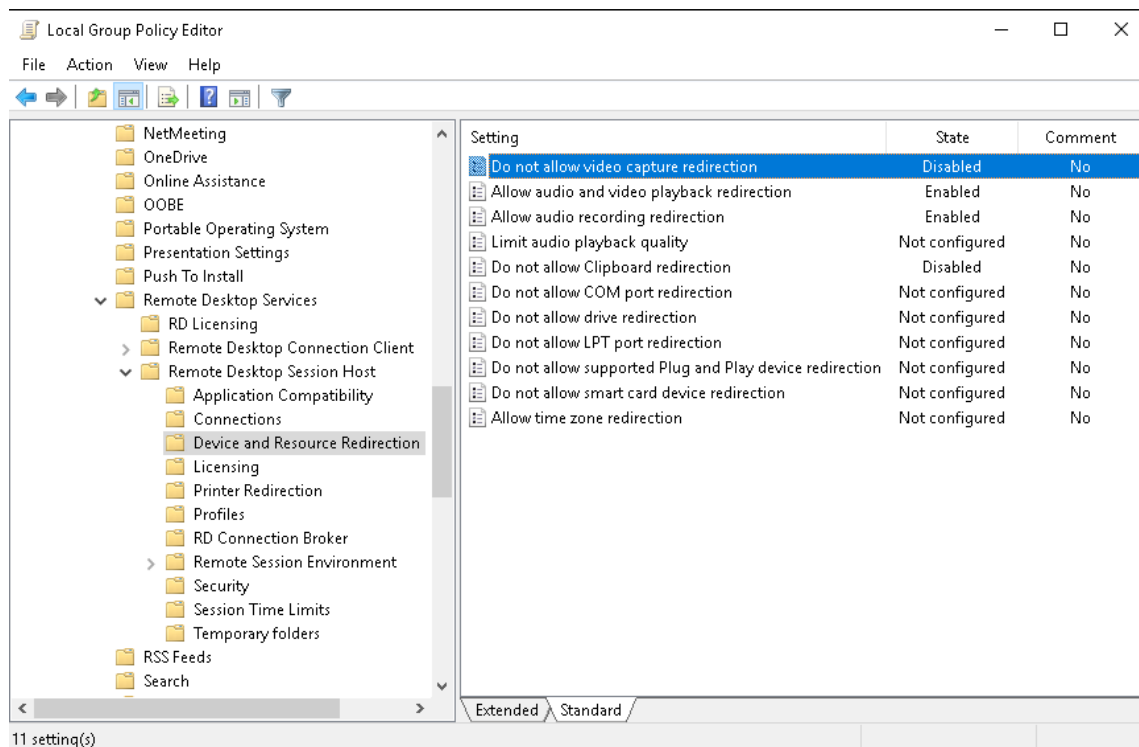 Local Group Policy Editor
File Action View Help
NetMeeting
OneDrive
Online Assistance
OOBE
Portable Operating System
Presentation Settings
Push To Install
Remote Desktop Services
RD Licensing
Remote Desktop Connection Client
Remote Desktop Session Host
Application Compatibility
Connections
Device and Resource Redirection
Licensing
Printer Redirection
Profiles
RD Connection Broker
Remote Session Environment
Security
Session Time Limits
Temporary folders
RSS Feeds
Search
Setting State Comment
Do not allow video capture redirection Disabled No
Allow audio and video playback redirection Enabled No
Allow audio recording redirection Enabled No
Limit audio playback quality Not configured No
Do not allow Clipboard redirection Disabled No
Do not allow COM port redirection Not configured No
Do not allow drive redirection Not configured No
Do not allow LPT port redirection Not configured No
Do not allow supported Plug and Play device redirection Not configured No
Do not allow smart card device redirection Not configured No
Allow time zone redirection Not configured No
Extended Standard
11 setting(s)